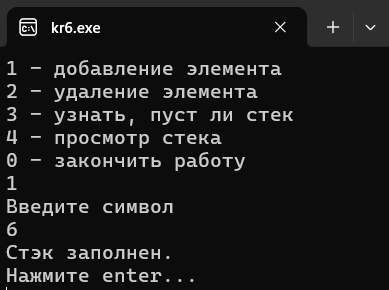 kr6.exe
1 - добавление элемента
2 - удаление элемента
3 - узнать, пуст ли стек
4 - просмотр стека
0 - закончить работу
1
Введите символ
6
Стэк заполнен.
Нажмите enter...